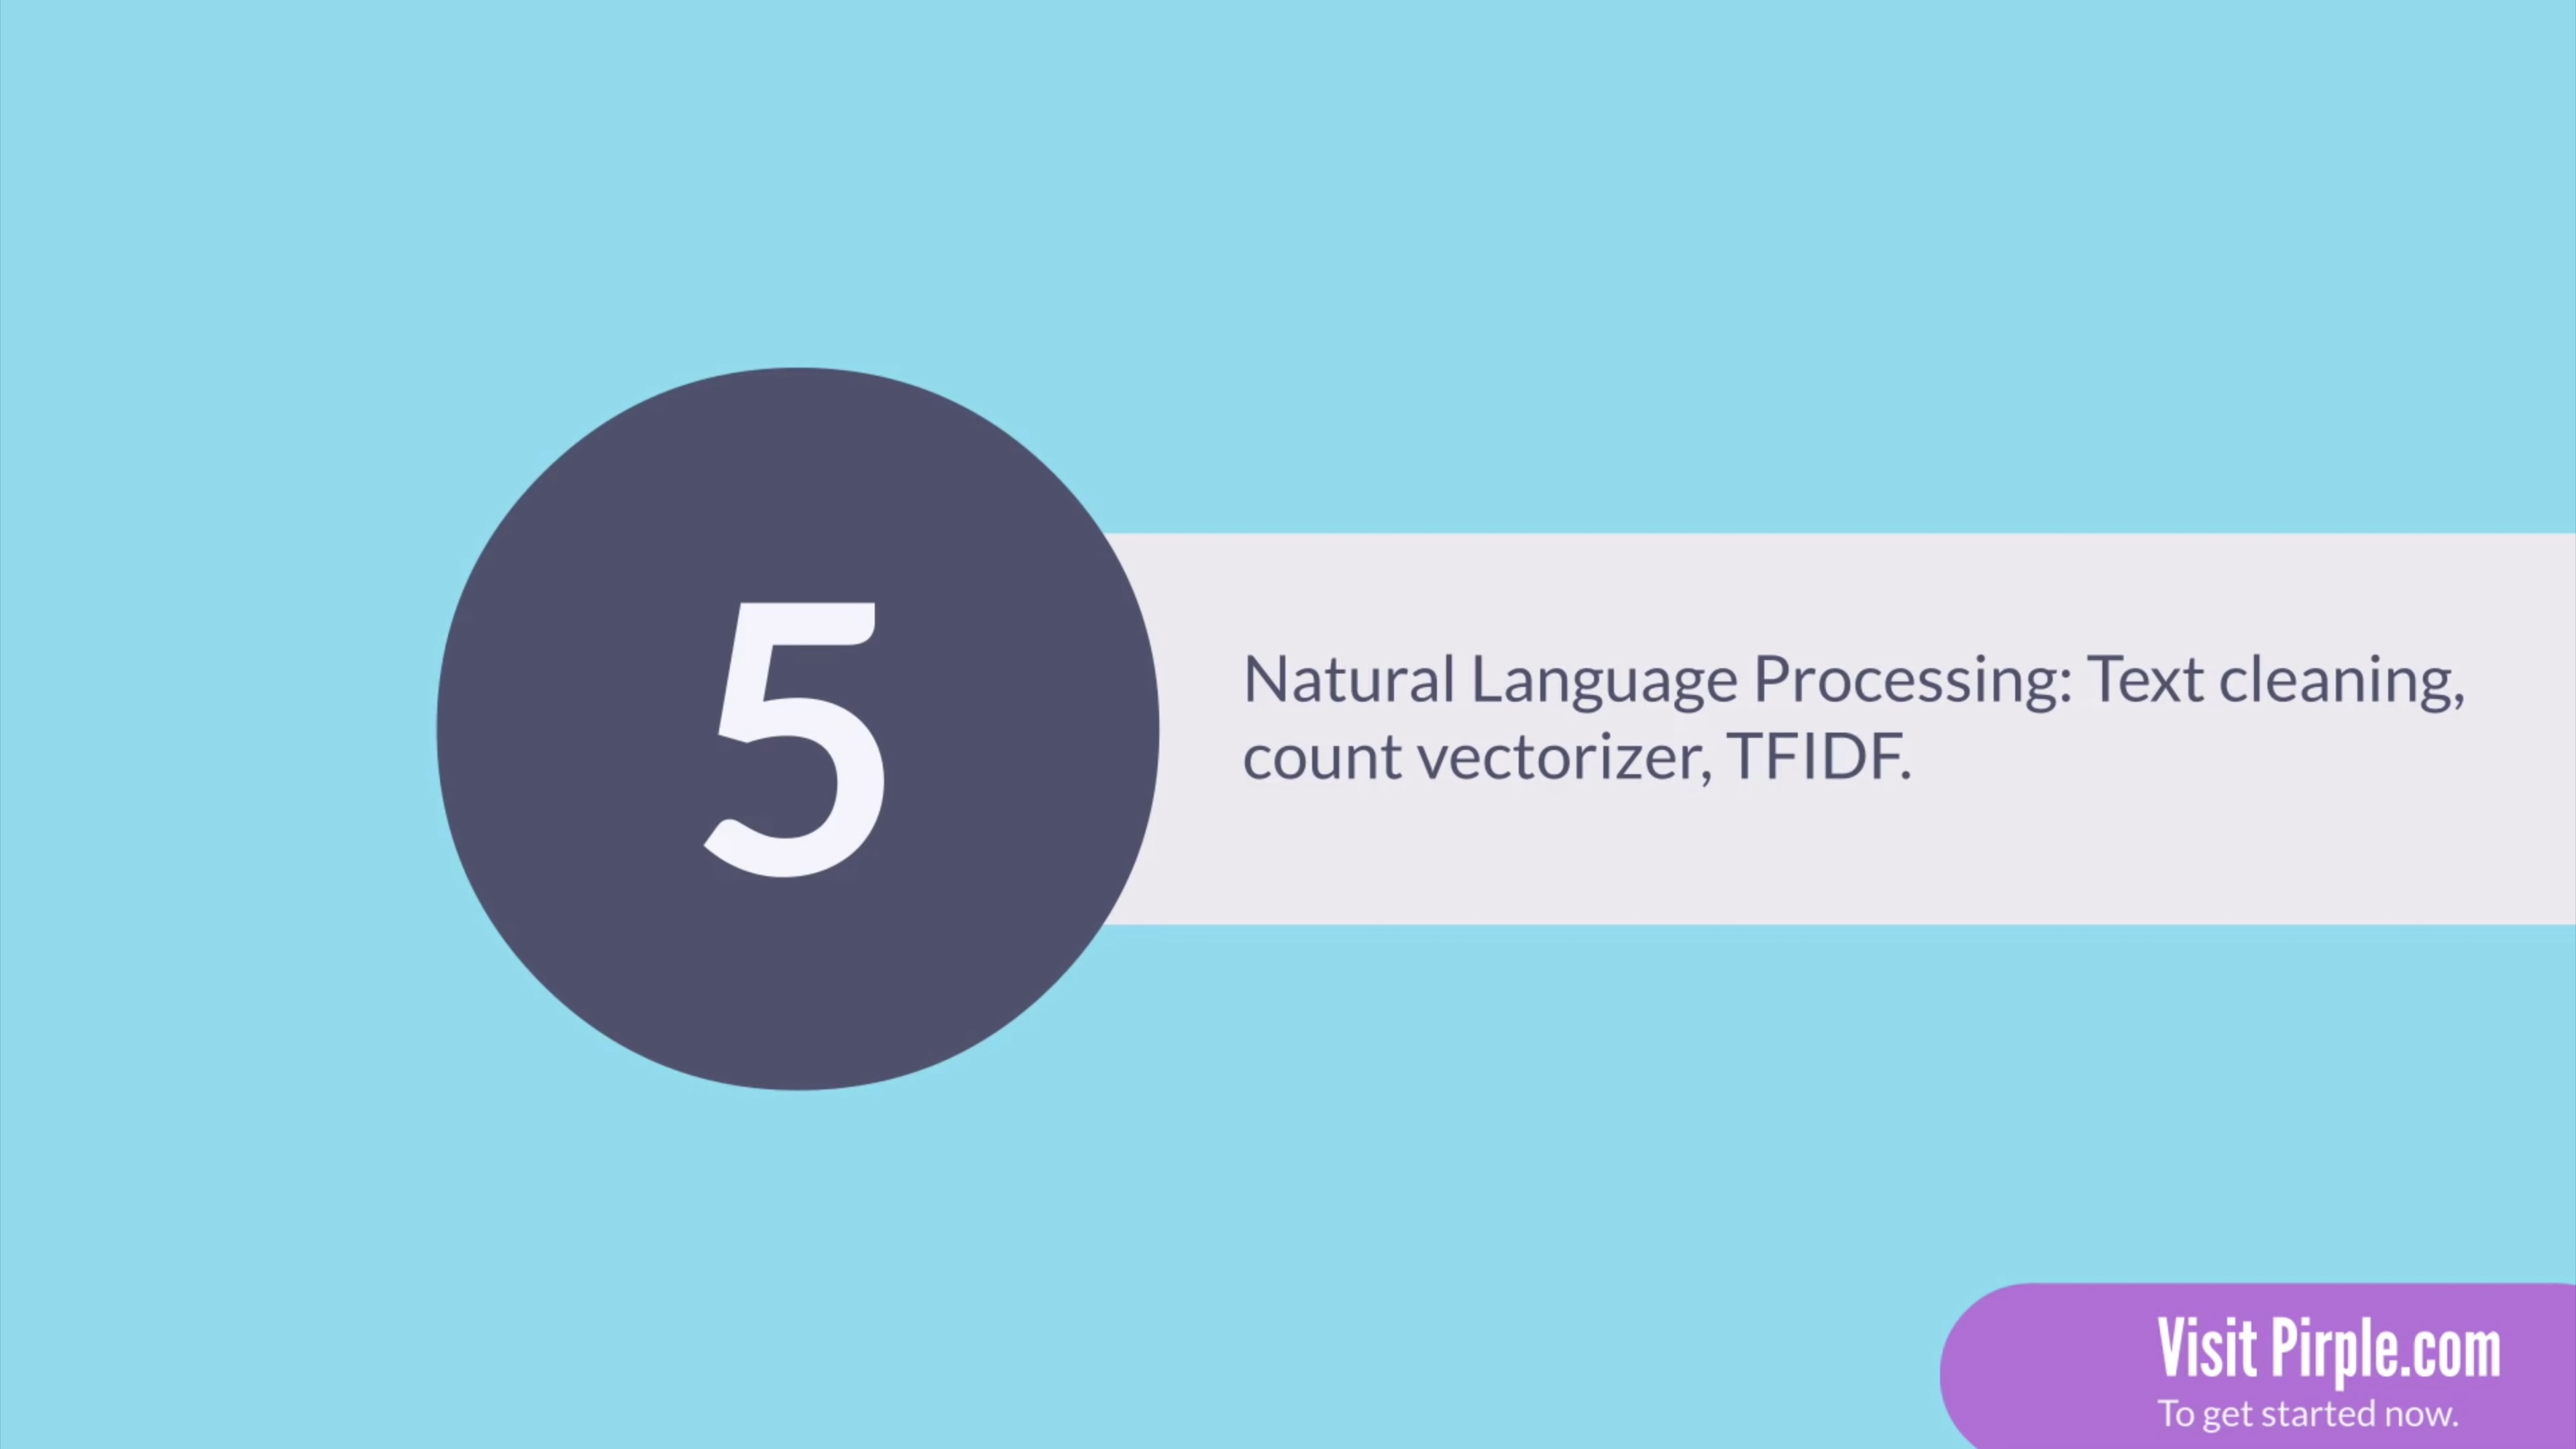 5
Natural Language Processing: Text cleaning,
count vectorizer, TFIDF.
Visit Pirple.com
To get started now.